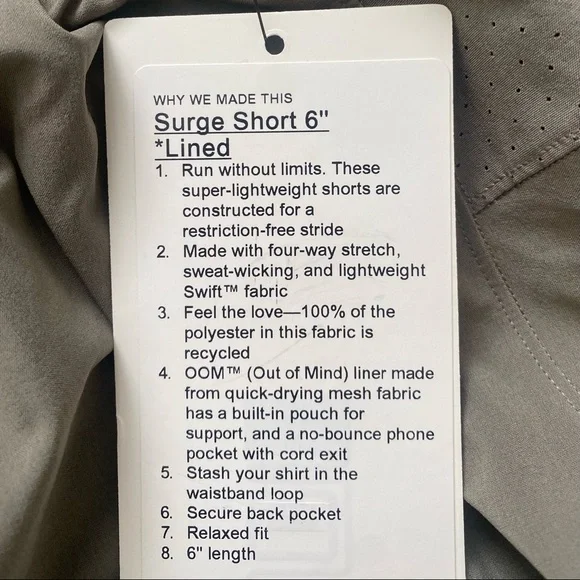 WHY WE MADE THIS
Surge Short 6"
*Lined
1. Run without limits. These
super-lightweight shorts are
constructed for a
restriction-free stride
2. Made with four-way stretch,
sweat-wicking, and lightweight
Swift™ fabric
3. Feel the love—100% of the
polyester in this fabric is
recycled
4. OOM™ (Out of Mind) liner made
from quick-drying mesh fabric
has a built-in pouch for
support, and a no-bounce phone
pocket with cord exit
5. Stash your shirt in the
waistband loop
6. Secure back pocket
7. Relaxed fit
8. 6" length